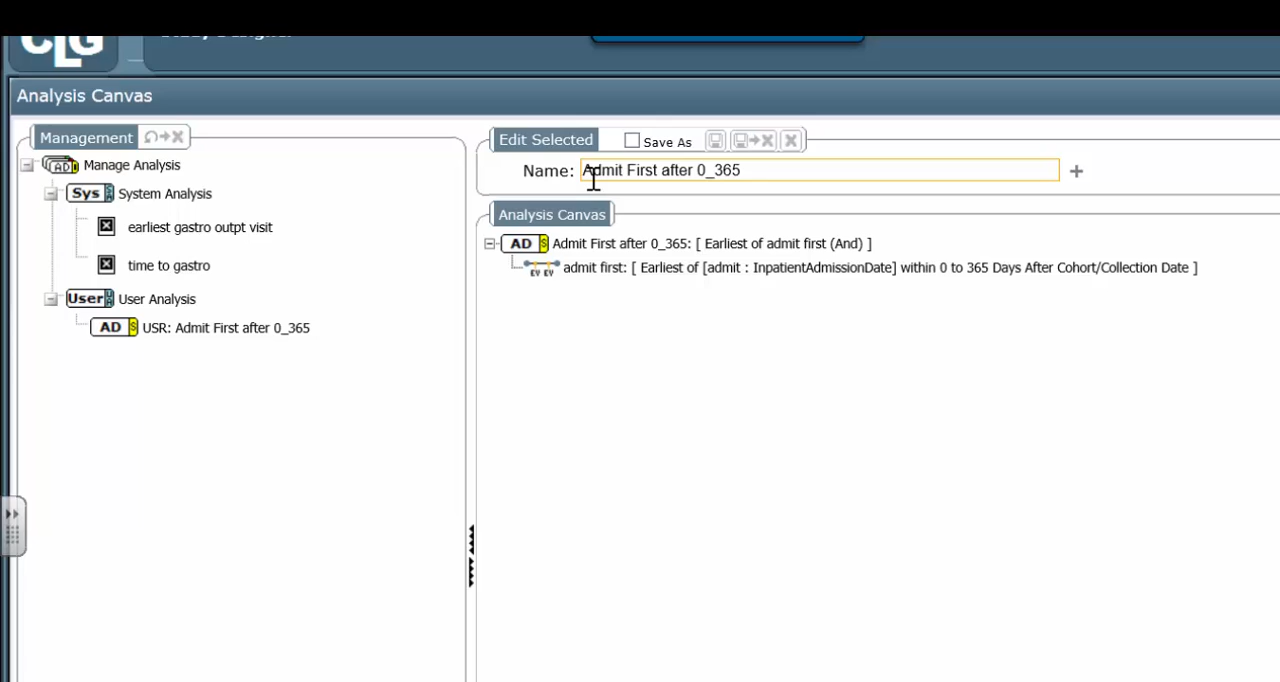 CLG
Analysis Canvas
Management
Manage Analysis
Sys System Analysis
earliest gastro outpt visit
time to gastro
User User Analysis
AD S USR: Admit First after 0_365
Edit Selected Save As
Name: Admit First after 0_365
Analysis Canvas
AD S Admit First after 0_365: [ Earliest of admit first (And) ]
EV EV admit first: [ Earliest of [admit : InpatientAdmissionDate] within 0 to 365 Days After Cohort/Collection Date ]